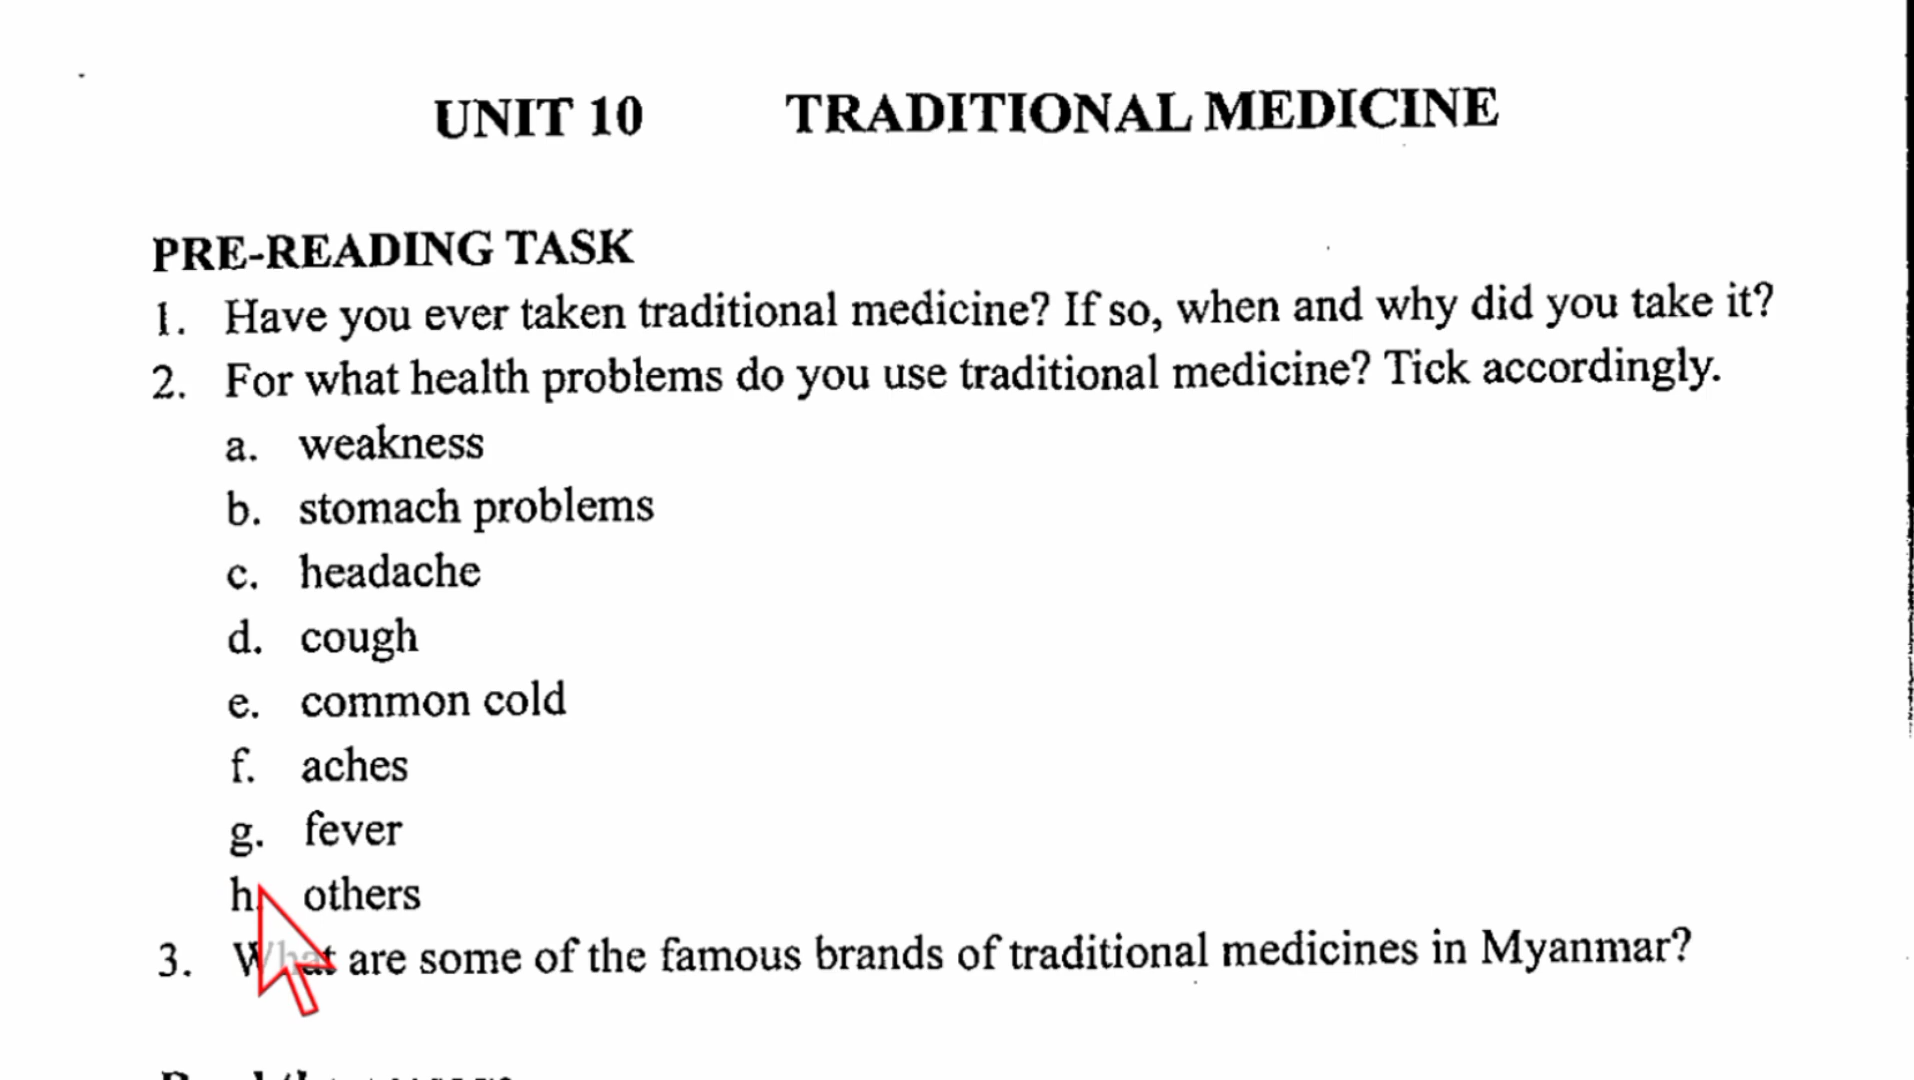 UNIT 10 TRADITIONAL MEDICINE
PRE-READING TASK
1. Have you ever taken traditional medicine? If so, when and why did you take it?
2. For what health problems do you use traditional medicine? Tick accordingly.
a. weakness
b. stomach problems
c. headache
d. cough
e. common cold
f. aches
g. fever
h. others
3. What are some of the famous brands of traditional medicines in Myanmar?